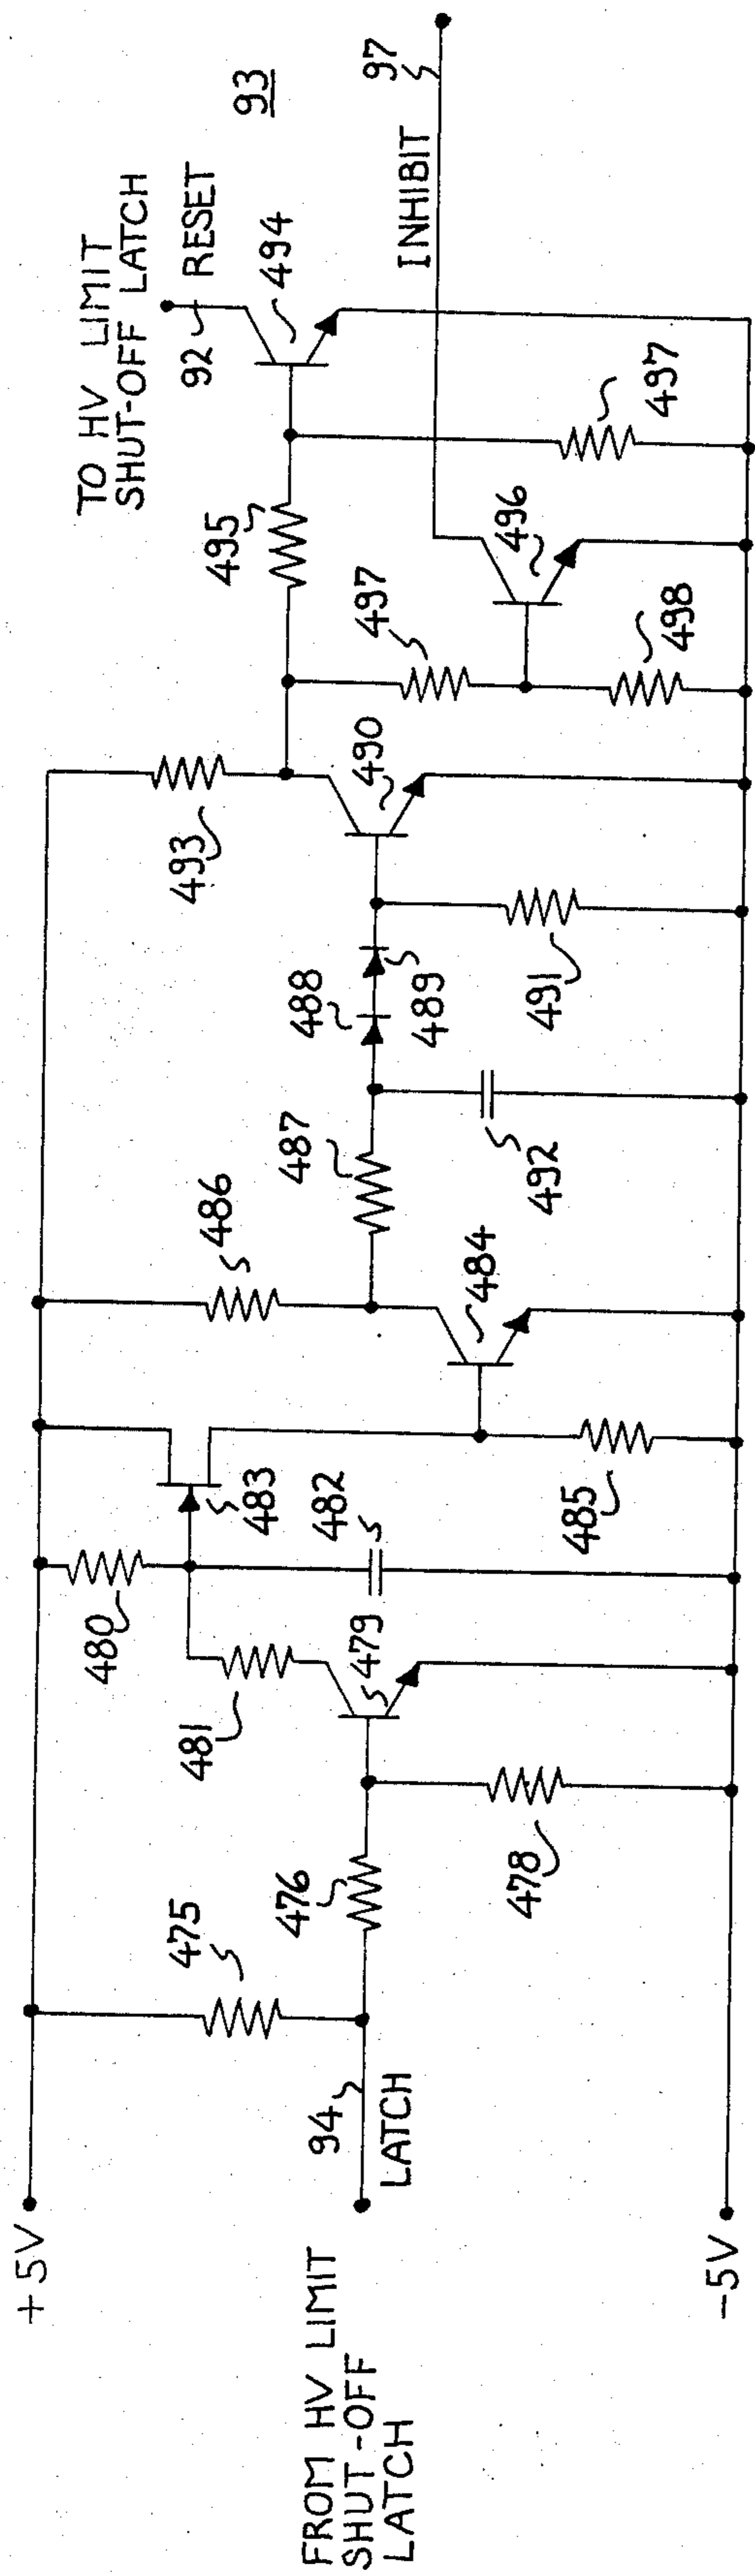 +5V
FROM HV LIMIT
SHUT-OFF
LATCH
94
LATCH
-5V
475
476
478
479
480
481
482
483
484
485
486
487
488
489
490
491
492
493
495
497
496
498
497
TO HV LIMIT
SHUT-OFF LATCH
92
RESET
494
93
INHIBIT
97